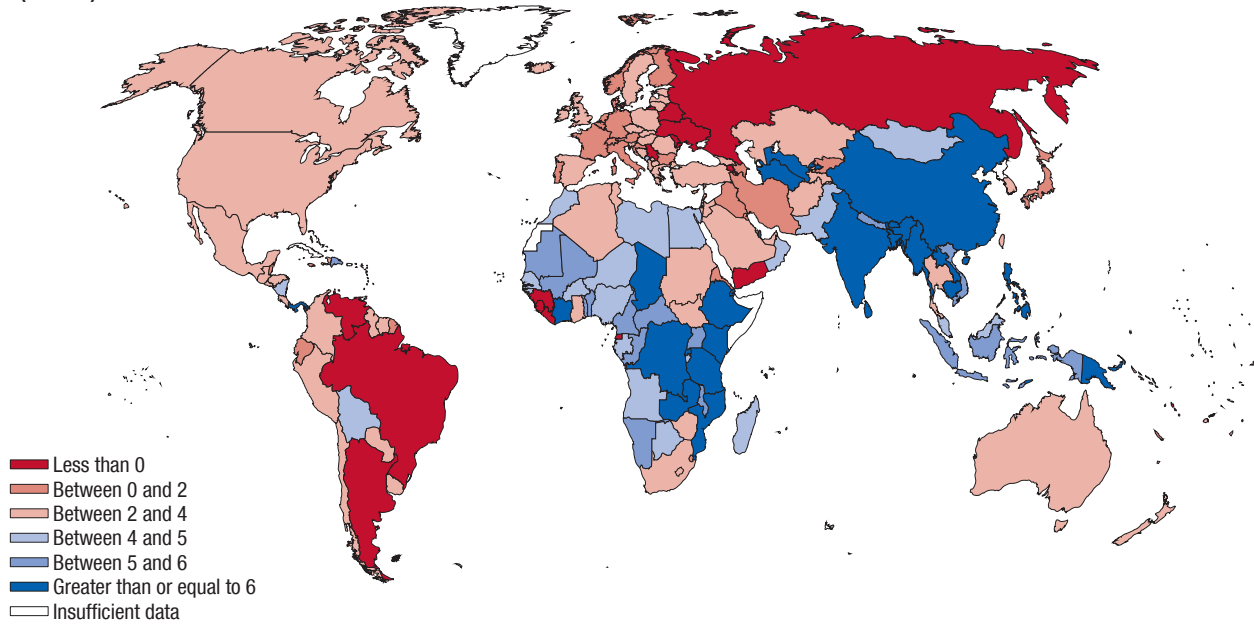 Less than 0
Between 0 and 2
Between 2 and 4
Between 4 and 5
Between 5 and 6
Greater than or equal to 6
Insufficient data